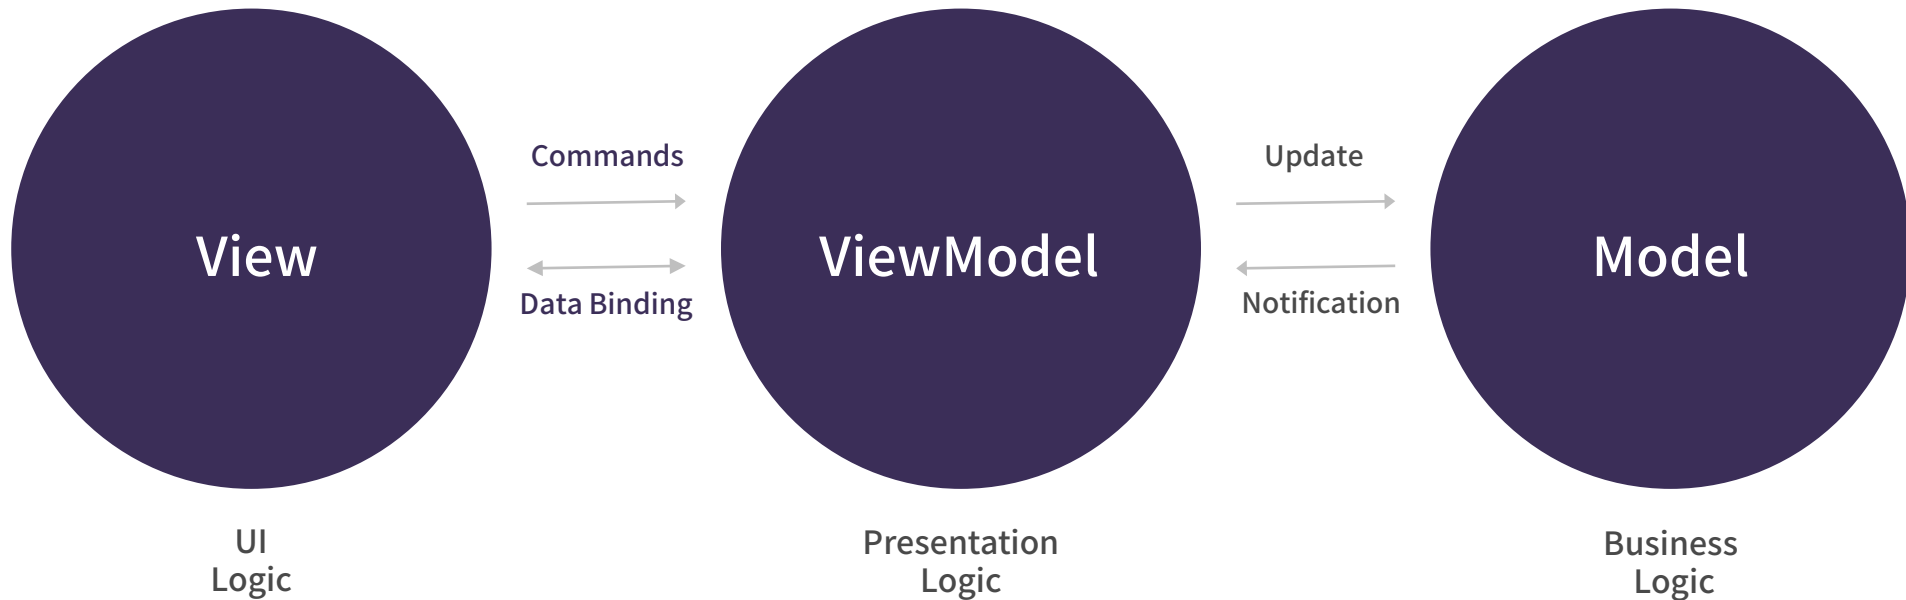 Commands
Update
View
ViewModel
Model
Data Binding
Notification
UI
Logic
Presentation
Logic
Business
Logic